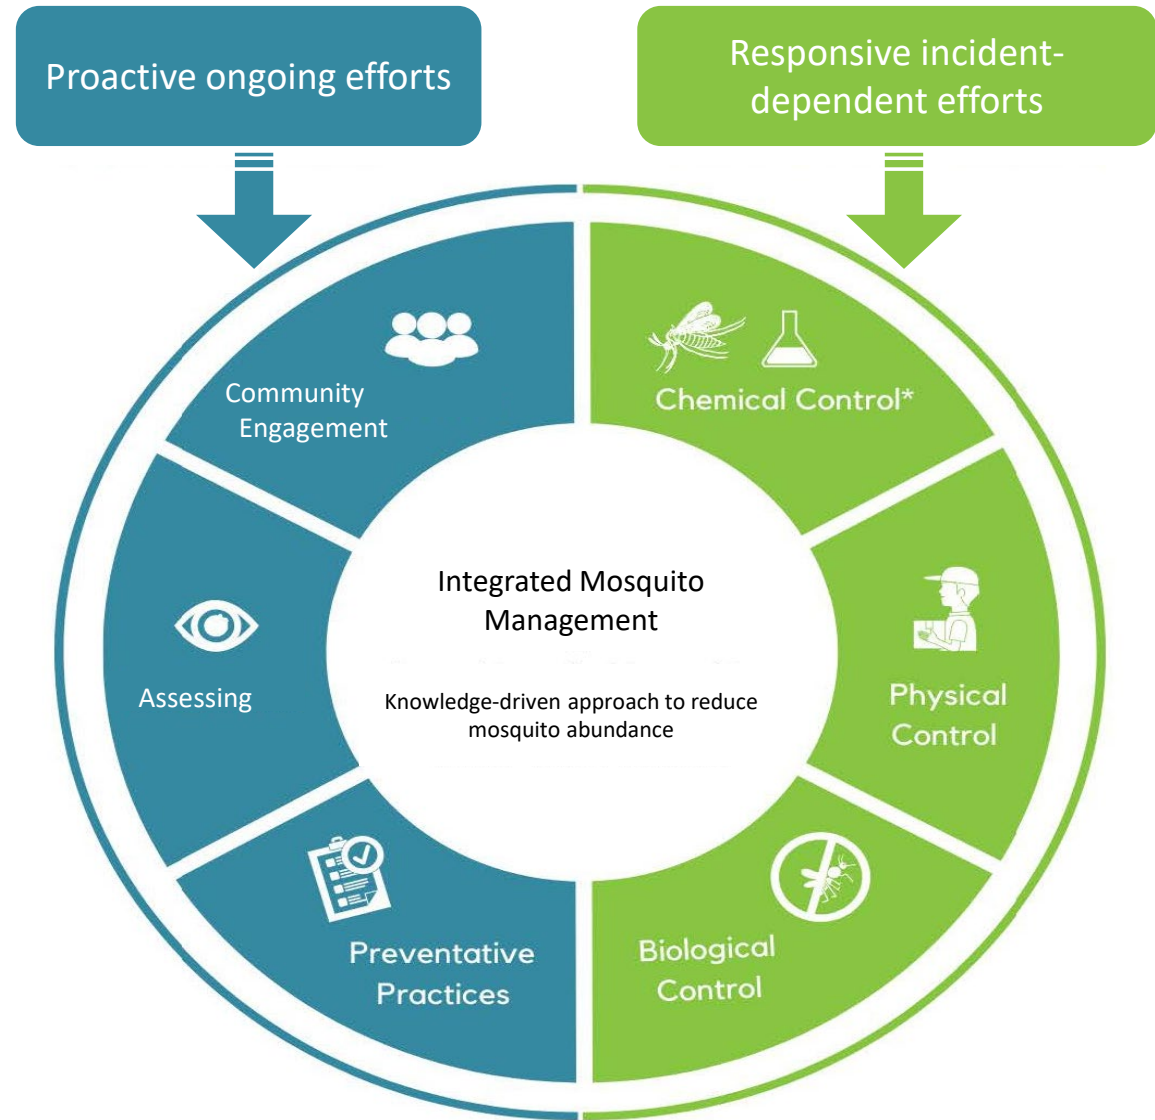 Proactive ongoing efforts
Responsive incident-
dependent efforts
Community
Engagement
Chemical Control*
Integrated Mosquito
Management
Knowledge-driven approach to reduce
mosquito abundance
Assessing
Physical
Control
Preventative
Practices
Biological
Control